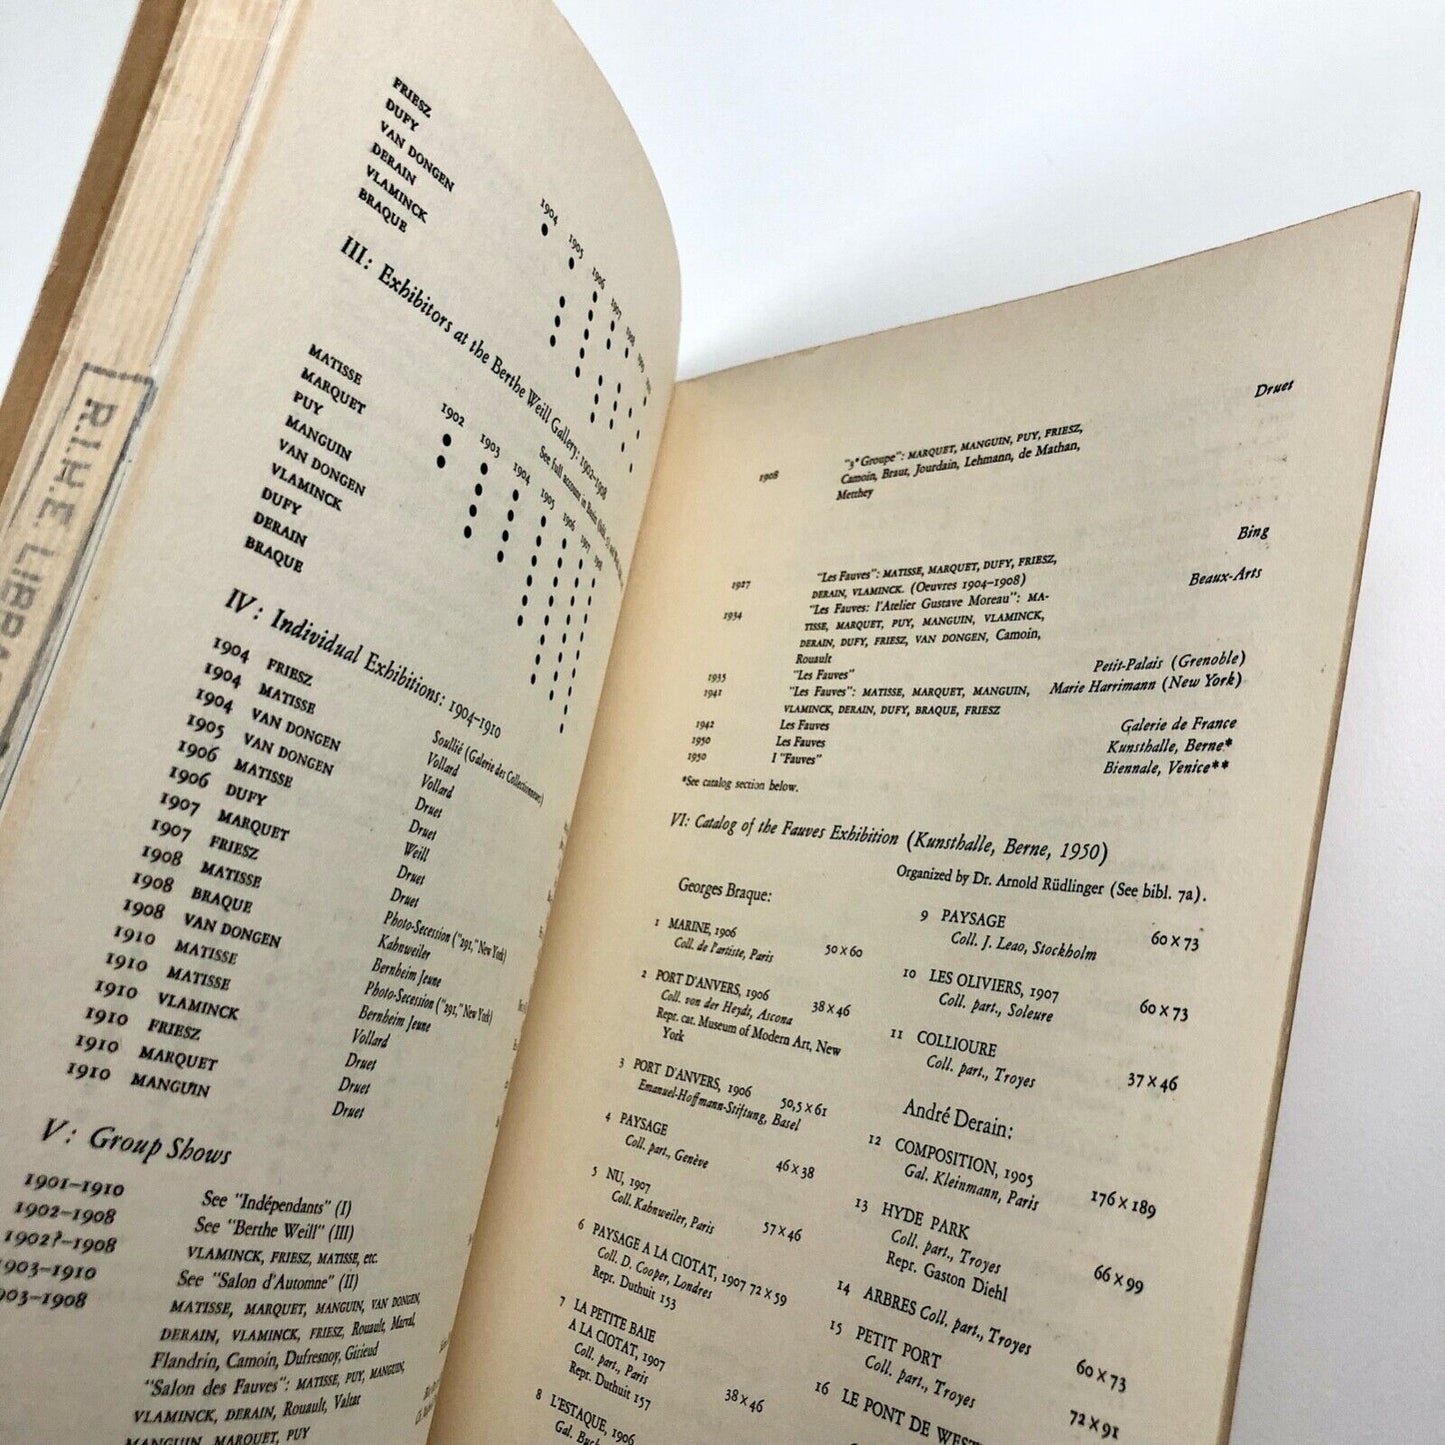 R.I.H.E. LIBRA
FRIESZ
DUFY
VAN DONGEN
DERAIN
VLAMINCK
BRAQUE
1904 1905 1906 1907 1908 1909
III: Exhibitors at the Berthe Weill Gallery: 1902–1908
See full account in
MATISSE
MARQUET
PUY
MANGUIN
VAN DONGEN
VLAMINCK
DUFY
DERAIN
BRAQUE
1902 1903 1904 1905 1906 1907 1908
IV: Individual Exhibitions: 1904–1910
1904 FRIESZ Soullié (Galerie des Collectionneurs)
1904 MATISSE Vollard
1904 VAN DONGEN Vollard
1905 VAN DONGEN Druet
1906 MATISSE Druet
1906 DUFY Weill
1907 MARQUET Druet
1907 FRIESZ Druet
1908 MATISSE Photo-Secession ("291," New York)
1908 BRAQUE Kahnweiler
1908 VAN DONGEN Bernheim Jeune
1910 MATISSE Photo-Secession ("291," New York)
1910 MATISSE Bernheim Jeune
1910 VLAMINCK Vollard
1910 FRIESZ Druet
1910 MARQUET Druet
1910 MANGUIN Druet
V: Group Shows
1901–1910 See "Indépendants" (I)
1902–1908 See "Berthe Weill" (III)
1902?–1908 VLAMINCK, FRIESZ, MATISSE, etc.
903–1910 See "Salon d'Automne" (II)
903–1908 MATISSE, MARQUET, MANGUIN, VAN DONGEN,
DERAIN, VLAMINCK, FRIESZ, Rouault, Marval,
Flandrin, Camoin, Dufresnoy, Girieud
"Salon des Fauves": MATISSE, PUY, MANGUIN,
VLAMINCK, DERAIN, Rouault, Valtat
MANGUIN, MARQUET, PUY
Druet
1908 "3e Groupe": MARQUET, MANGUIN, PUY, FRIESZ,
Camoin, Braut, Jourdain, Lehmann, de Mathan,
Metthey
Bing
1927 "Les Fauves": MATISSE, MARQUET, DUFY, FRIESZ,
DERAIN, VLAMINCK. (Oeuvres 1904–1908)
Beaux-Arts
1934 "Les Fauves: l'Atelier Gustave Moreau": MA-
TISSE, MARQUET, PUY, MANGUIN, VLAMINCK,
DERAIN, DUFY, FRIESZ, VAN DONGEN, Camoin,
Rouault
1935 "Les Fauves" Petit-Palais (Grenoble)
1941 "Les Fauves": MATISSE, MARQUET, MANGUIN, Marie Harrimann (New York)
VLAMINCK, DERAIN, DUFY, BRAQUE, FRIESZ
1942 Les Fauves Galerie de France
1950 Les Fauves Kunsthalle, Berne*
1950 I "Fauves" Biennale, Venice**
*See catalog section below.
VI: Catalog of the Fauves Exhibition (Kunsthalle, Berne, 1950)
Organized by Dr. Arnold Rüdlinger (See bibl. 7a).
Georges Braque:
1 MARINE, 1906
Coll. de l'artiste, Paris 50 x 60
2 PORT D'ANVERS, 1906
Coll. von der Heydt, Ascona 38 x 46
Repr. cat. Museum of Modern Art, New
York
3 PORT D'ANVERS, 1906 50,5 x 61
Emanuel-Hoffmann-Stiftung, Basel
4 PAYSAGE
Coll. part., Genève 46 x 38
5 NU, 1907
Coll. Kahnweiler, Paris 57 x 46
6 PAYSAGE A LA CIOTAT, 1907 72 x 59
Coll. D. Cooper, Londres
Repr. Duthuit 153
7 LA PETITE BAIE
A LA CIOTAT, 1907
Coll. part., Paris
Rept. Duthuit 157 38 x 46
8 L'ESTAQUE, 1906
Gal. Buch
9 PAYSAGE
Coll. J. Leao, Stockholm 60 x 73
10 LES OLIVIERS, 1907
Coll. part., Soleure 60 x 73
11 COLLIOURE
Coll. part., Troyes 37 x 46
André Derain:
12 COMPOSITION, 1905
Gal. Kleinmann, Paris 176 x 189
13 HYDE PARK
Coll. part., Troyes
Repr. Gaston Diehl 66 x 99
14 ARBRES Coll. part., Troyes
15 PETIT PORT 60 x 73
Coll. part., Troyes
16 LE PONT DE WEST 72 x 91